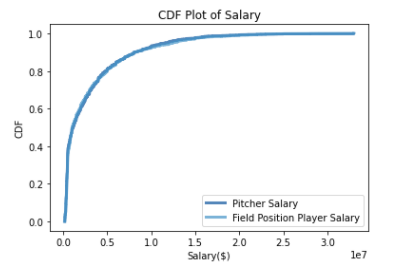 CDF Plot of Salary
1.0
0.8
0.6
0.4
0.2
0.0
CDF
Pitcher Salary
Field Position Player Salary
0.0 0.5 1.0 1.5 2.0 2.5 3.0
1e7
Salary($)